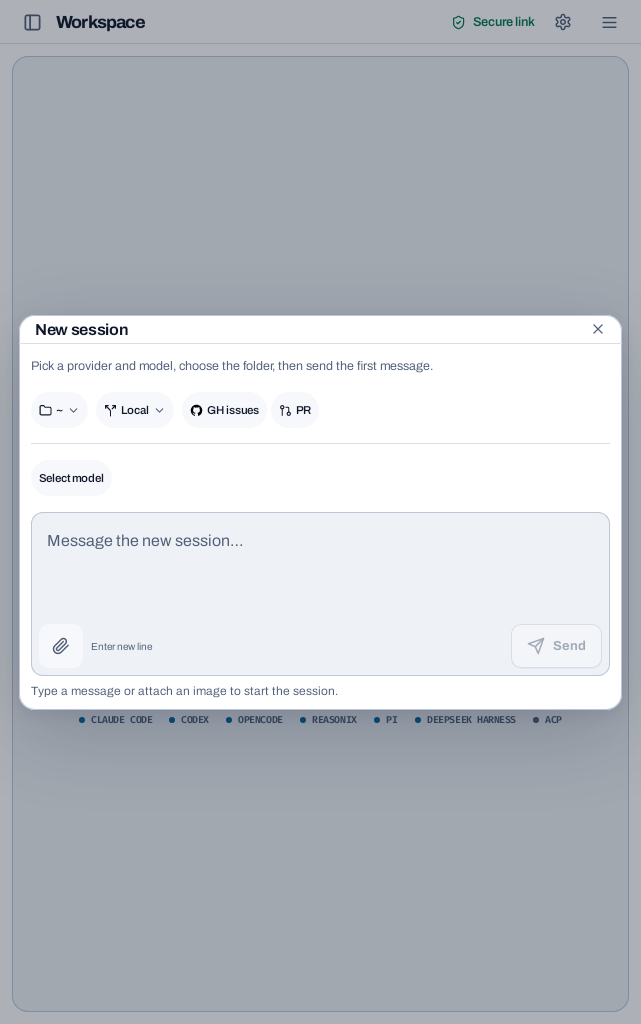 Workspace
Secure link
New session
Pick a provider and model, choose the folder, then send the first message.
~ Local GH issues PR
Select model
Message the new session...
Enter new line
Send
Type a message or attach an image to start the session.
CLAUDE CODE CODEX OPENCODE REASONIX PI DEEPSEEK HARNESS ACP